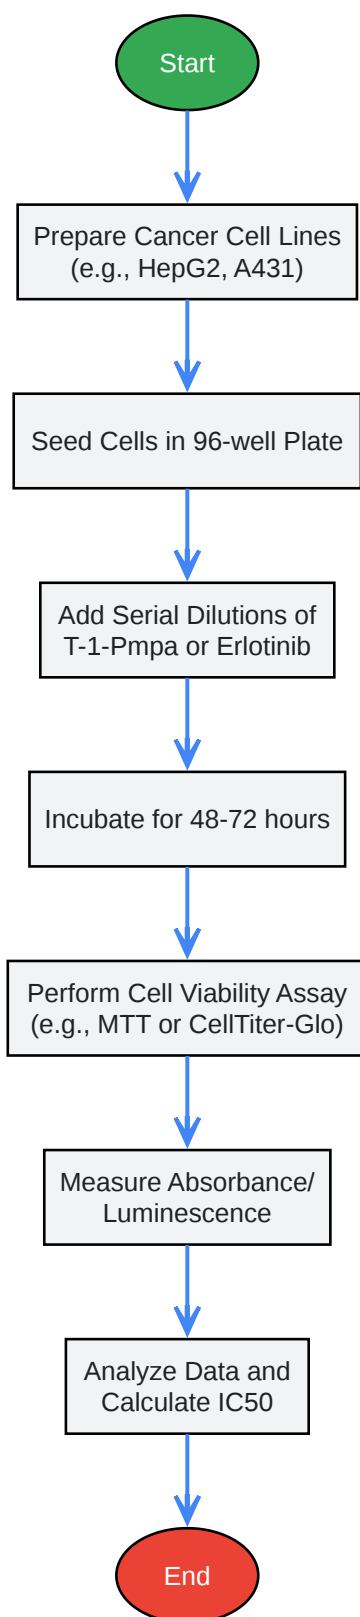 Start
Prepare Cancer Cell Lines
(e.g., HepG2, A431)
Seed Cells in 96-well Plate
Add Serial Dilutions of
T-1-Pmpa or Erlotinib
Incubate for 48-72 hours
Perform Cell Viability Assay
(e.g., MTT or CellTiter-Glo)
Measure Absorbance/
Luminescence
Analyze Data and
Calculate IC50
End